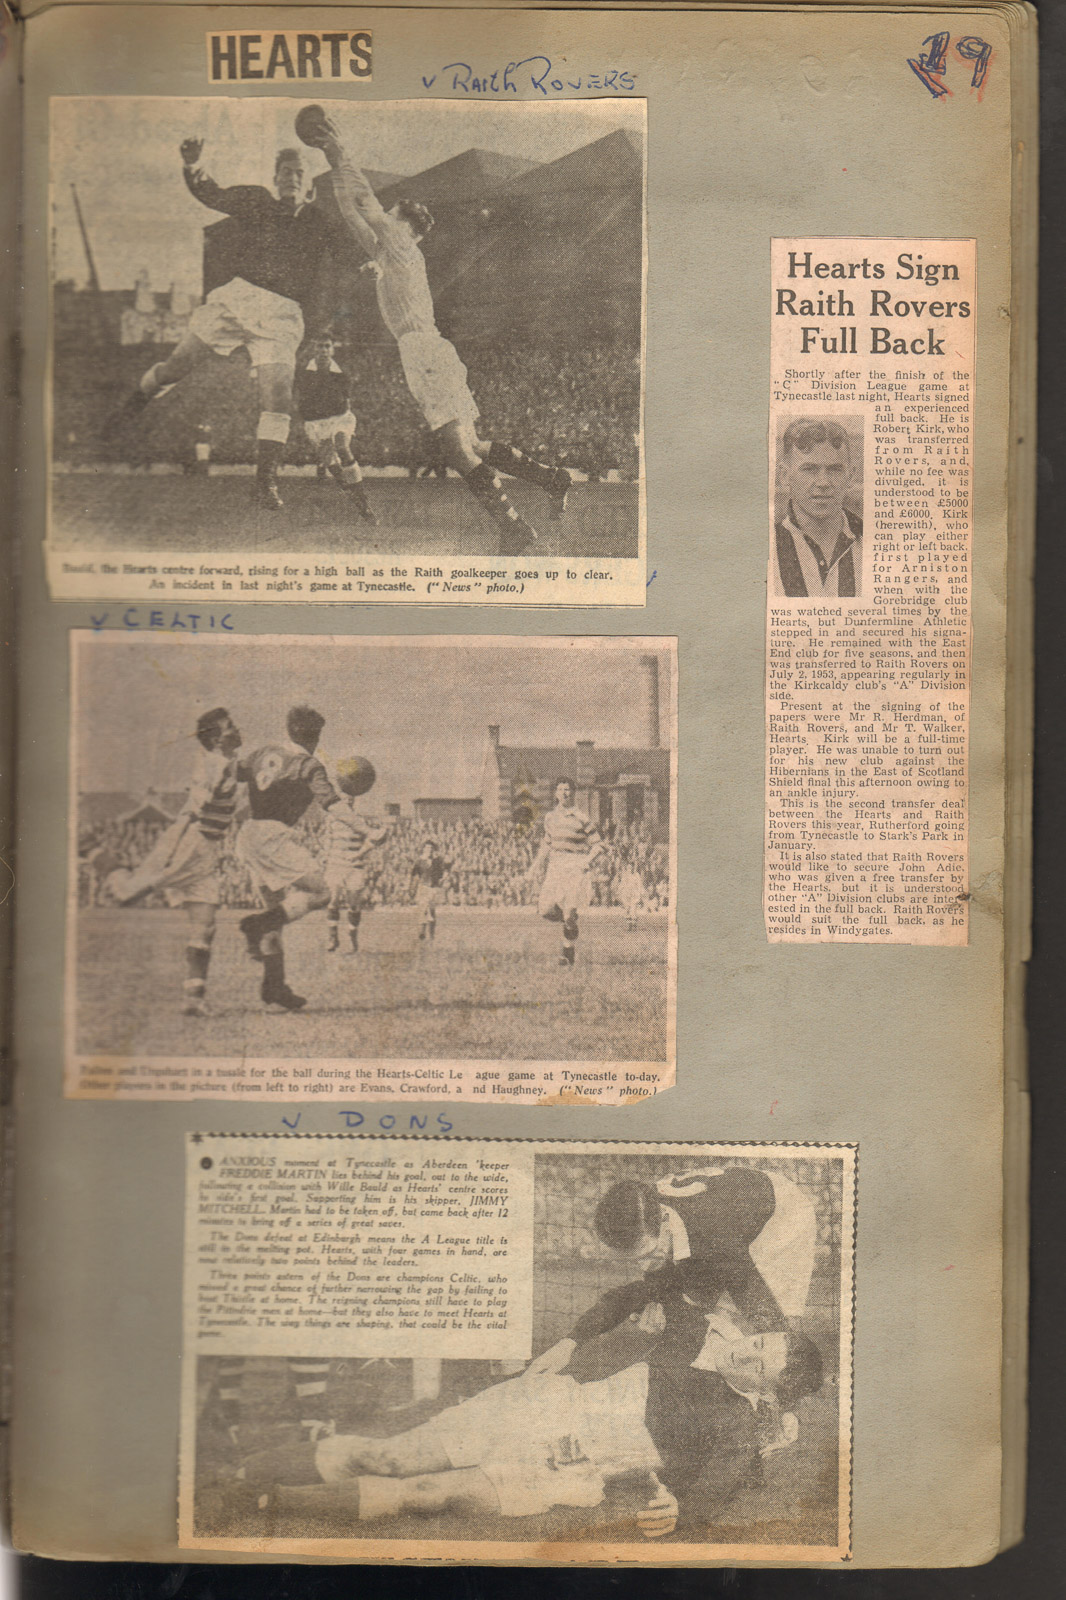 HEARTS
v RAITH ROVERS
19
the Hearts centre forward, rising for a high ball as the Raith goalkeeper goes up to clear.
An incident in last night's game at Tynecastle. ("News" photo.)
Hearts Sign
Raith Rovers
Full Back
Shortly after the finish of the
"C" Division League game at
Tynecastle last night, Hearts signed
an experienced
full back. He is
Robert Kirk, who
was transferred
from Raith
Rovers, and,
while no fee was
divulged, it is
understood to be
between £5000
and £6000. Kirk
(herewith), who
can play either
right or left back,
first played
for Arniston
Rangers, and
when with the
Gorebridge club
was watched several times by the
Hearts, but Dunfermline Athletic
stepped in and secured his signa-
ture. He remained with the East
End club for five seasons, and then
was transferred to Raith Rovers on
July 2, 1953, appearing regularly in
the Kirkcaldy club's "A" Division
side.
Present at the signing of the
papers were Mr R. Herdman, of
Raith Rovers, and Mr T. Walker,
Hearts. Kirk will be a full-time
player. He was unable to turn out
for his new club against the
Hibernians in the East of Scotland
Shield final this afternoon owing to
an ankle injury.
This is the second transfer deal
between the Hearts and Raith
Rovers this year, Rutherford going
from Tynecastle to Stark's Park in
January.
It is also stated that Raith Rovers
would like to secure John Adie,
who was given a free transfer by
the Hearts, but it is understood
other "A" Division clubs are inter-
ested in the full back. Raith Rovers
would suit the full back, as he
resides in Windygates.
v CELTIC
8
and Urquhart in a tussle for the ball during the Hearts-Celtic Le ague game at Tynecastle to-day.
Other players in the picture (from left to right) are Evans, Crawford, a nd Haughney. ("News" photo.)
v DONS
ANXIOUS moment at Tynecastle as Aberdeen 'keeper
FREDDIE MARTIN lies behind his goal, out to the wide,
following a collision with Willie Bauld as Hearts' centre scores
his side's first goal. Supporting him is his skipper, JIMMY
MITCHELL. Martin had to be taken off, but came back after 12
minutes to bring off a series of great saves.
The Dons defeat at Edinburgh means the A League title is
still in the melting pot. Hearts, with four games in hand, are
now relatively two points behind the leaders.
Three points astern of the Dons are champions Celtic, who
missed a great chance of further narrowing the gap by failing to
beat Thistle at home. The reigning champions still have to play
the Pittodrie men at home—but they also have to meet Hearts at
Tynecastle. The way things are shaping, that could be the vital
game.